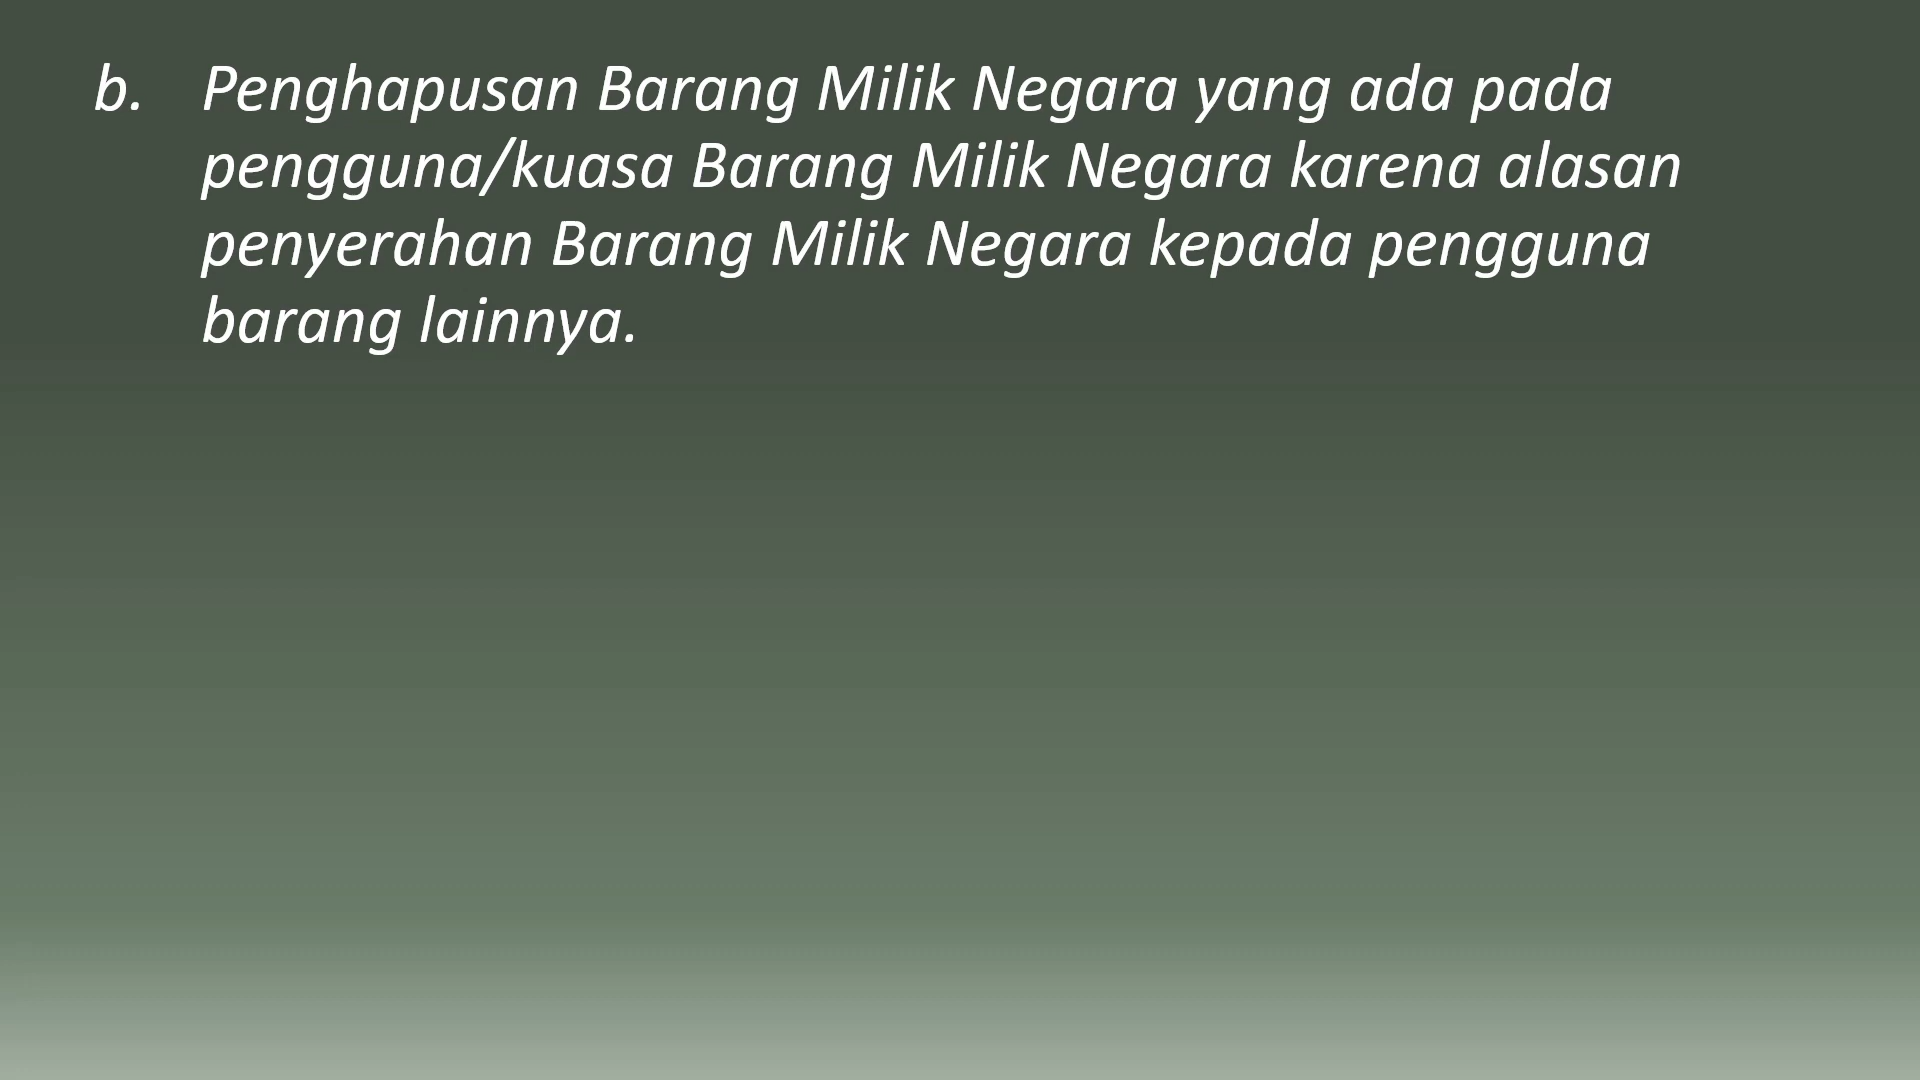 b. Penghapusan Barang Milik Negara yang ada pada
pengguna/kuasa Barang Milik Negara karena alasan
penyerahan Barang Milik Negara kepada pengguna
barang lainnya.